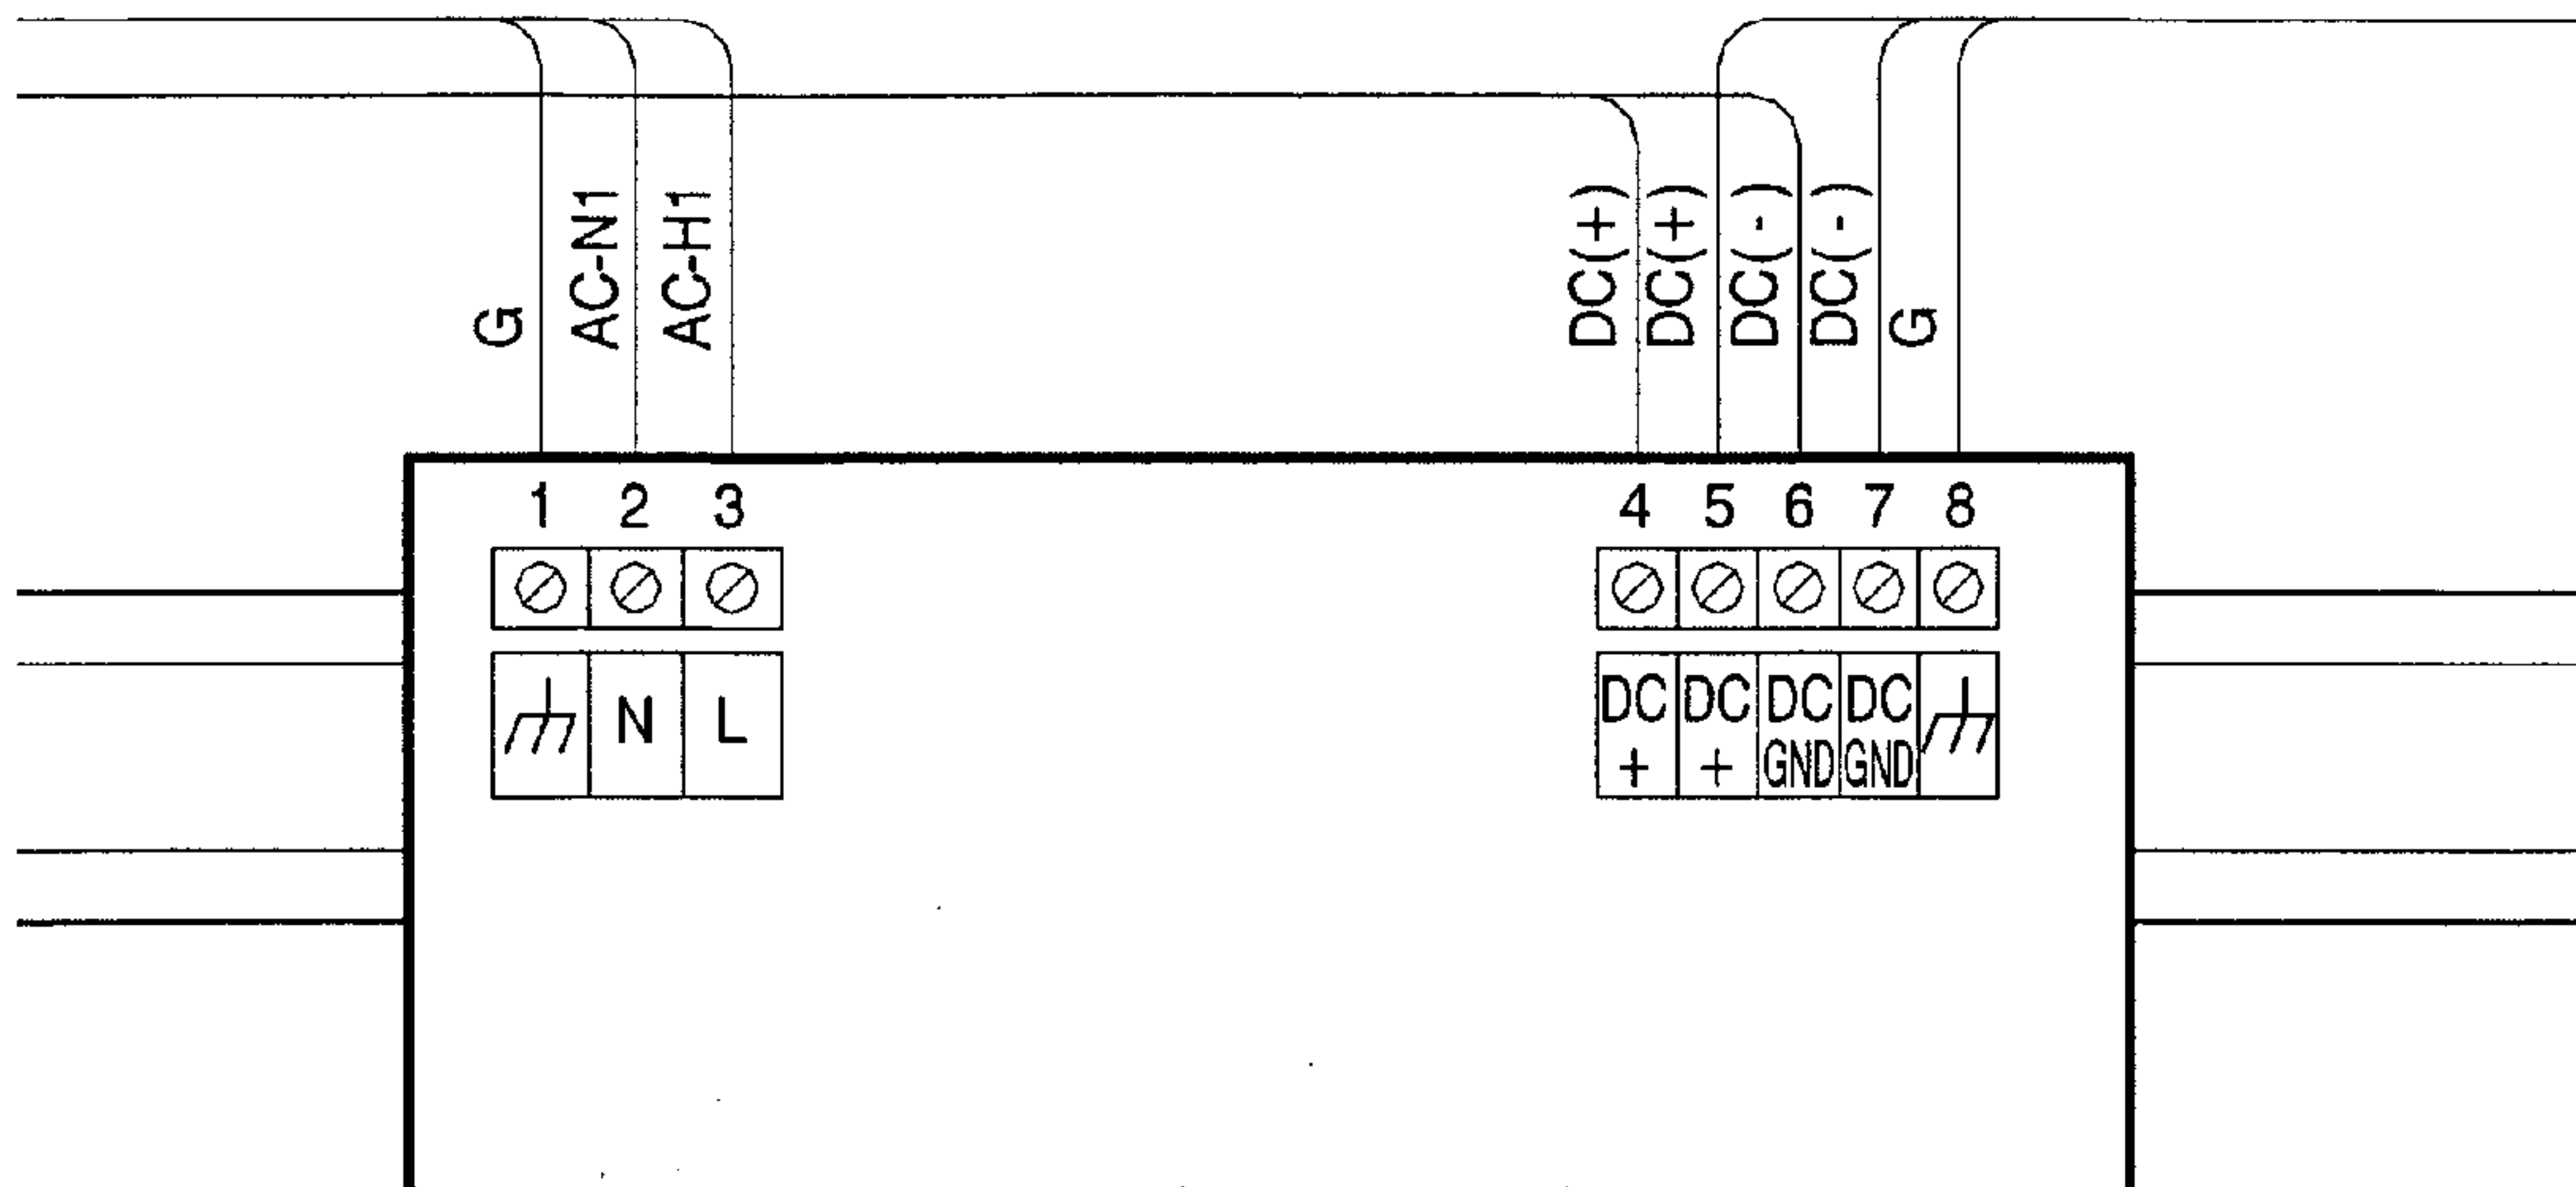 G AC-N1 AC-H1 DC(+) DC(+) DC(-) DC(-) G
1 2 3 4 5 6 7 8
N L DC + DC + DC GND DC GND